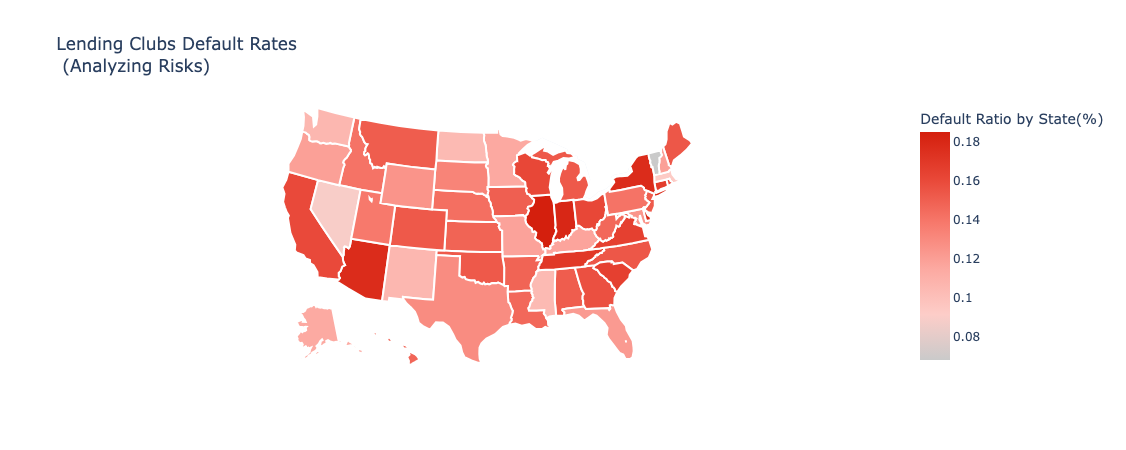 Lending Clubs Default Rates
(Analyzing Risks)
Default Ratio by State(%)
0.18
0.16
0.14
0.12
0.1
0.08